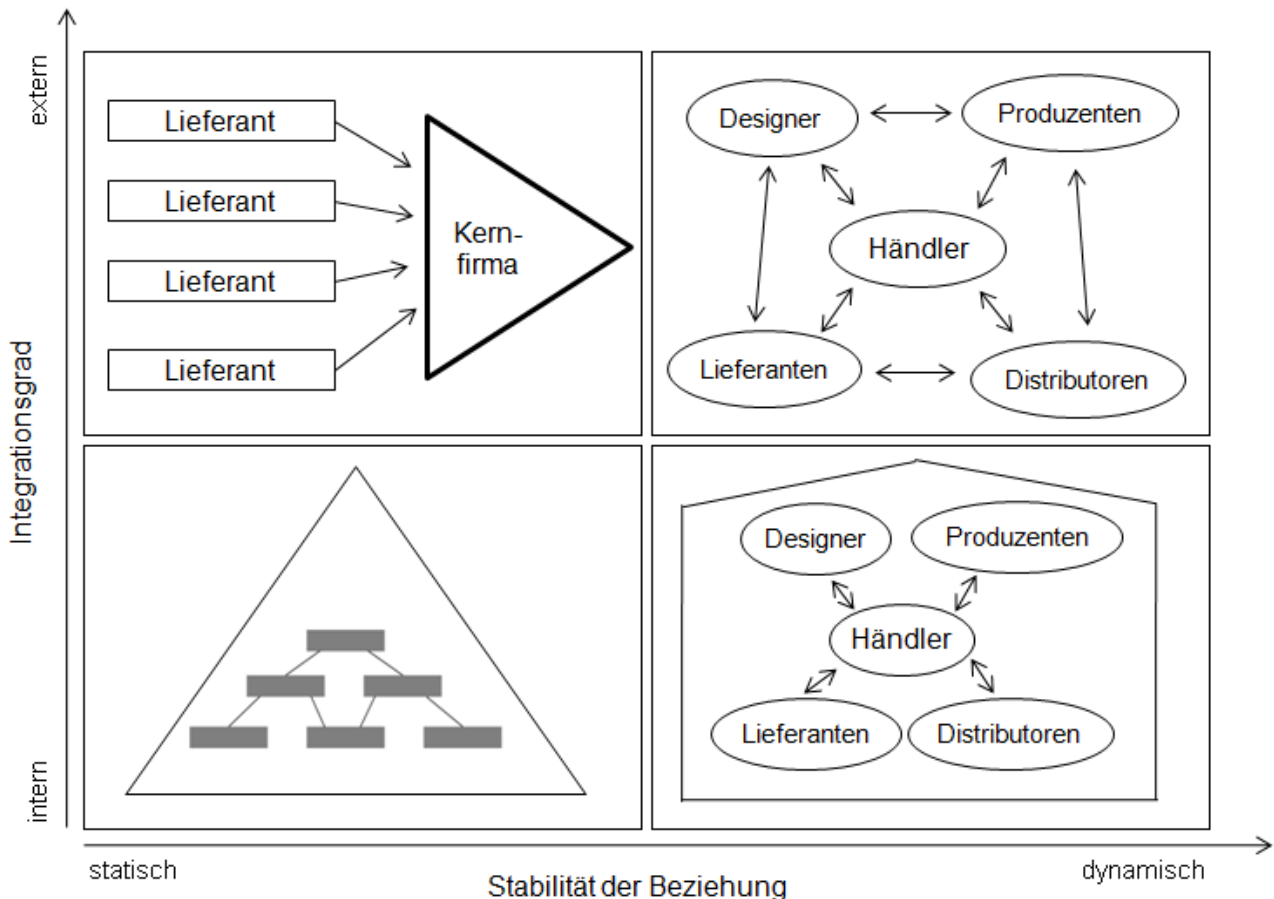 extern
Lieferant
Lieferant
Lieferant
Lieferant
Kern-
firma
Designer
Produzenten
Händler
Lieferanten
Distributoren
Integrationsgrad
Designer
Produzenten
Händler
Lieferanten
Distributoren
intern
statisch
dynamisch
Stabilität der Beziehung